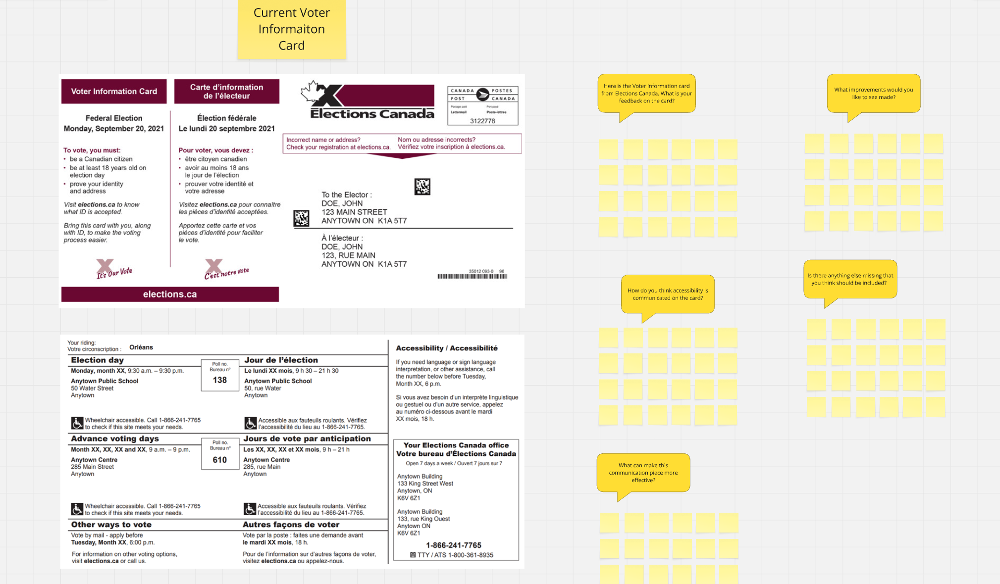 Current Voter
Informaiton
Card
Voter Information Card
Federal Election
Monday, September 20, 2021
To vote, you must:
• be a Canadian citizen
• be at least 18 years old on
election day
• prove your identity
and address
Visit elections.ca to know
what ID is accepted.
Bring this card with you, along
with ID, to make the voting
process easier.
X
It's Our Vote
Carte d'information
de l'électeur
Élection fédérale
Le lundi 20 septembre 2021
Pour voter, vous devez :
• être citoyen canadien
• avoir au moins 18 ans
le jour de l'élection
• prouver votre identité et
votre adresse
Visitez elections.ca pour connaître
les pièces d'identité acceptées.
Apportez cette carte et vos
pièces d'identité pour faciliter
le vote.
X
C'est notre vote
elections.ca
X
Elections Canada
CANADA POSTES
POST CANADA
Postage paid Port payé
Lettermail Poste-lettres
3122778
Incorrect name or address?
Check your registration at elections.ca.
Nom ou adresse incorrects?
Vérifiez votre inscription à elections.ca.
To the Elector :
DOE, JOHN
123 MAIN STREET
ANYTOWN ON K1A 5T7
À l'électeur :
DOE, JOHN
123, RUE MAIN
ANYTOWN ON K1A 5T7
35012 093-0 96
Your riding:
Votre circonscription : Orléans
Election day
Monday, month XX, 9:30 a.m. – 9:30 p.m.
Anytown Public School
50 Water Street
Anytown
Wheelchair accessible. Call 1-866-241-7765
to check if this site meets your needs.
Poll no.
Bureau nº
138
Jour de l'élection
Le lundi XX mois, 9 h 30 – 21 h 30
Anytown Public School
50, rue Water
Anytown
Accessible aux fauteuils roulants. Vérifiez
l'accessibilité du lieu au 1-866-241-7765.
Advance voting days
Month XX, XX, XX and XX, 9 a.m. – 9 p.m.
Anytown Centre
285 Main Street
Anytown
Wheelchair accessible. Call 1-866-241-7765
to check if this site meets your needs.
Poll no.
Bureau nº
610
Jours de vote par anticipation
Les XX, XX, XX et XX mois, 9 h – 21 h
Anytown Centre
285, rue Main
Anytown
Accessible aux fauteuils roulants. Vérifiez
l'accessibilité du lieu au 1-866-241-7765.
Other ways to vote
Vote by mail - apply before
Tuesday, Month XX, 6:00 p.m.
For information on other voting options,
visit elections.ca or call us.
Autres façons de voter
Vote par la poste : faites une demande avant
le mardi XX mois, 18 h.
Pour de l'information sur d'autres façons de voter,
visitez elections.ca ou appelez-nous.
Accessibility / Accessibilité
If you need language or sign language
interpretation, or other assistance, call
the number below before Tuesday,
Month XX, 6 p.m.
Si vous avez besoin d'un interprète linguistique
ou gestuel ou d'un autre service, appelez
au numéro ci-dessous avant le mardi
XX mois, 18 h.
Your Elections Canada office
Votre bureau d'Élections Canada
Open 7 days a week / Ouvert 7 jours sur 7
Anytown Building
133 King Street West
Anytown, ON
K6V 6Z1
Anytown Building
133, rue King Ouest
Anytown ON
K6V 6Z1
1-866-241-7765
TTY / ATS 1-800-361-8935
Here is the Voter information card
from Elections Canada. What is your
feedback on the card?
What improvements would you
like to see made?
How do you think accessibility is
communicated on the card?
Is there anything else missing that
you think should be included?
What can make this
communication piece more
effective?